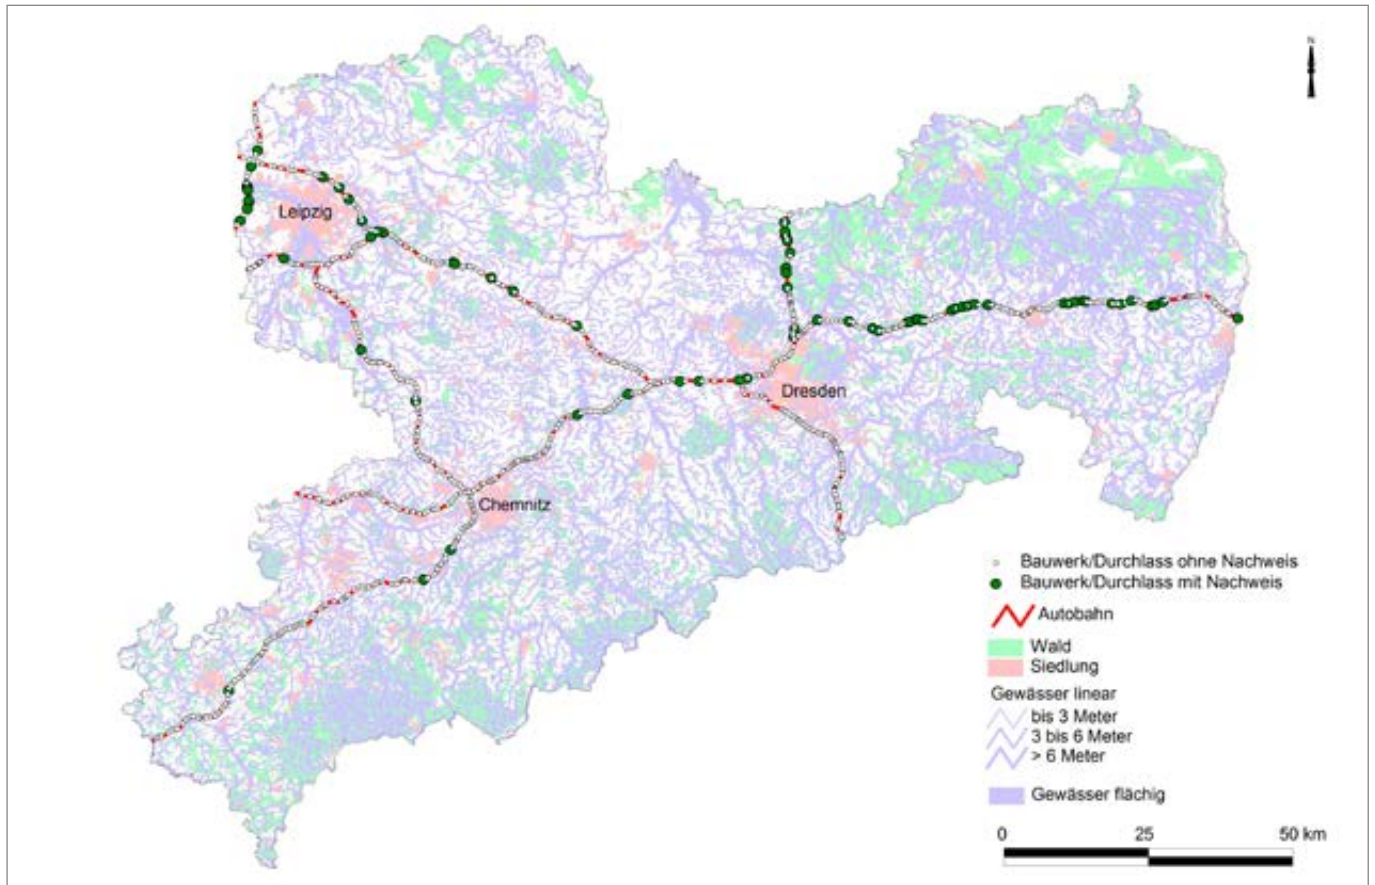 N
Leipzig
Dresden
Chemnitz
Bauwerk/Durchlass ohne Nachweis
Bauwerk/Durchlass mit Nachweis
Autobahn
Wald
Siedlung
Gewässer linear
bis 3 Meter
3 bis 6 Meter
> 6 Meter
Gewässer flächig
0 25 50 km